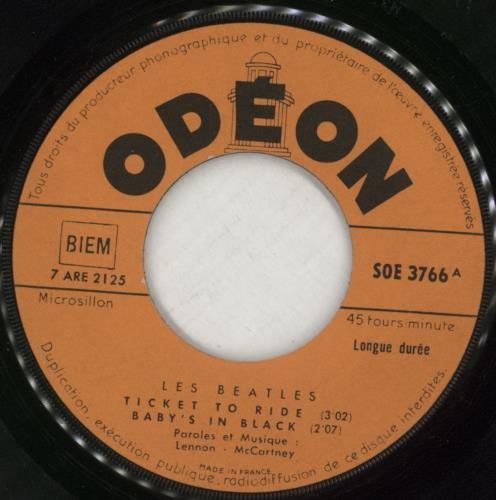 Tous droits du producteur phonographique et du propriétaire de l'œuvre enregistrée réservés
ODÉON
BIEM
7 ARE 2125
SOE 3766 A
Microsillon
45 tours minute
Longue durée
LES BEATLES
TICKET TO RIDE (3:02)
BABY'S IN BLACK (2:07)
Paroles et Musique :
Lennon - McCartney
MADE IN FRANCE
Duplication, exécution publique, radiodiffusion de ce disque interdites.